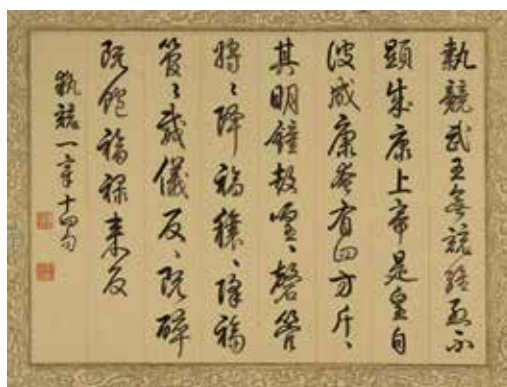 執競武王無競維烈不
顯成康上帝是皇自
彼成康奄有四方斤〻
其明鐘鼓喤〻磬管
將〻降福穰〻降福
簡〻威儀反〻既醉
既飽福祿來反
執競一章十四句